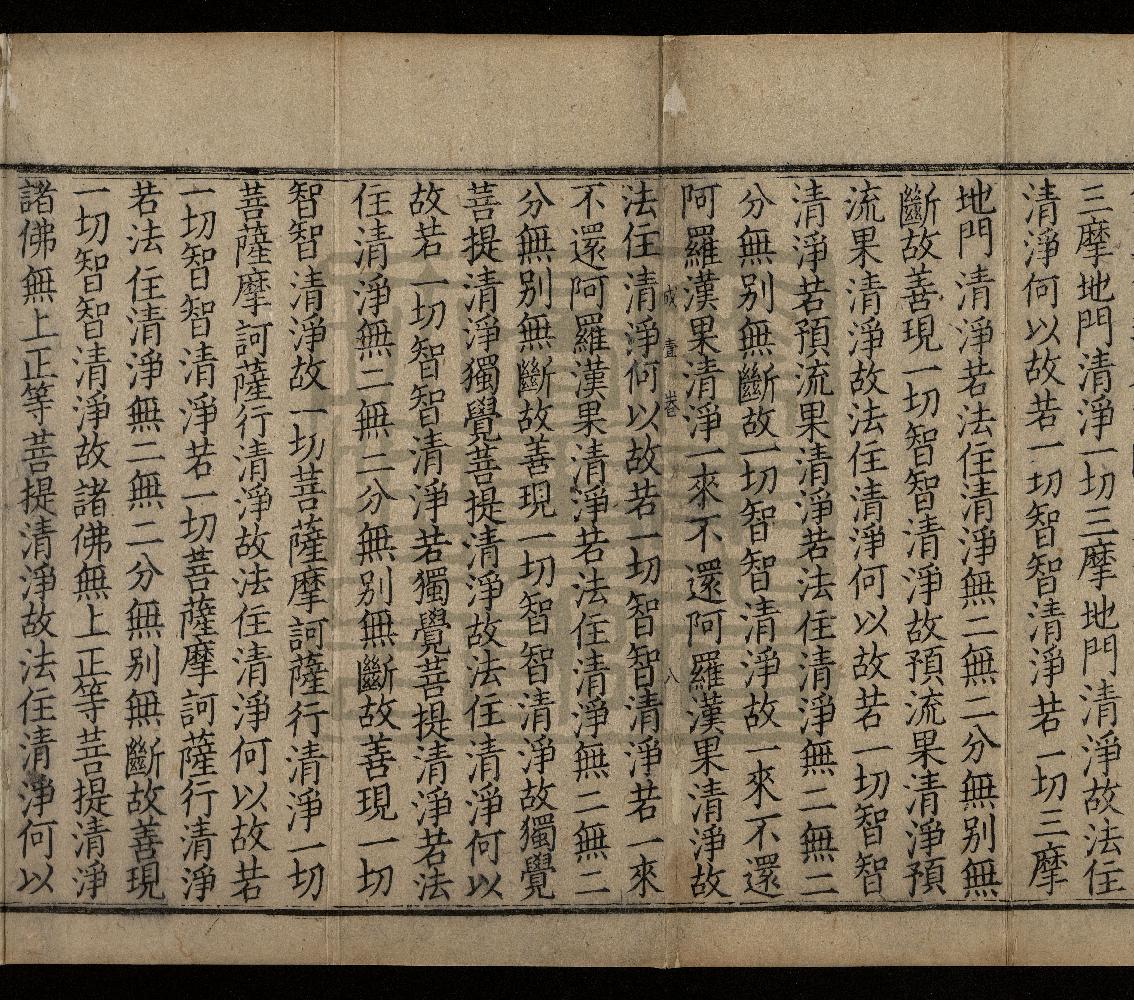 三摩地門清淨一切三摩地門清淨故法住
清淨何以故若一切智智清淨若一切三摩
地門清淨若法住清淨無二無二分無別無
斷故善現一切智智清淨故預流果清淨預
流果清淨故法住清淨何以故若一切智智
清淨若預流果清淨若法住清淨無二無二
分無別無斷故一切智智清淨故一來不還
阿羅漢果清淨一來不還阿羅漢果清淨故
法住清淨何以故若一切智智清淨若一來
不還阿羅漢果清淨若法住清淨無二無二
分無別無斷故善現一切智智清淨故獨覺
菩提清淨獨覺菩提清淨故法住清淨何以
故若一切智智清淨若獨覺菩提清淨若法
住清淨無二無二分無別無斷故善現一切
智智清淨故一切菩薩摩訶薩行清淨一切
菩薩摩訶薩行清淨故法住清淨何以故若
一切智智清淨若一切菩薩摩訶薩行清淨
若法住清淨無二無二分無別無斷故善現
一切智智清淨故諸佛無上正等菩提清淨
諸佛無上正等菩提清淨故法住清淨何以